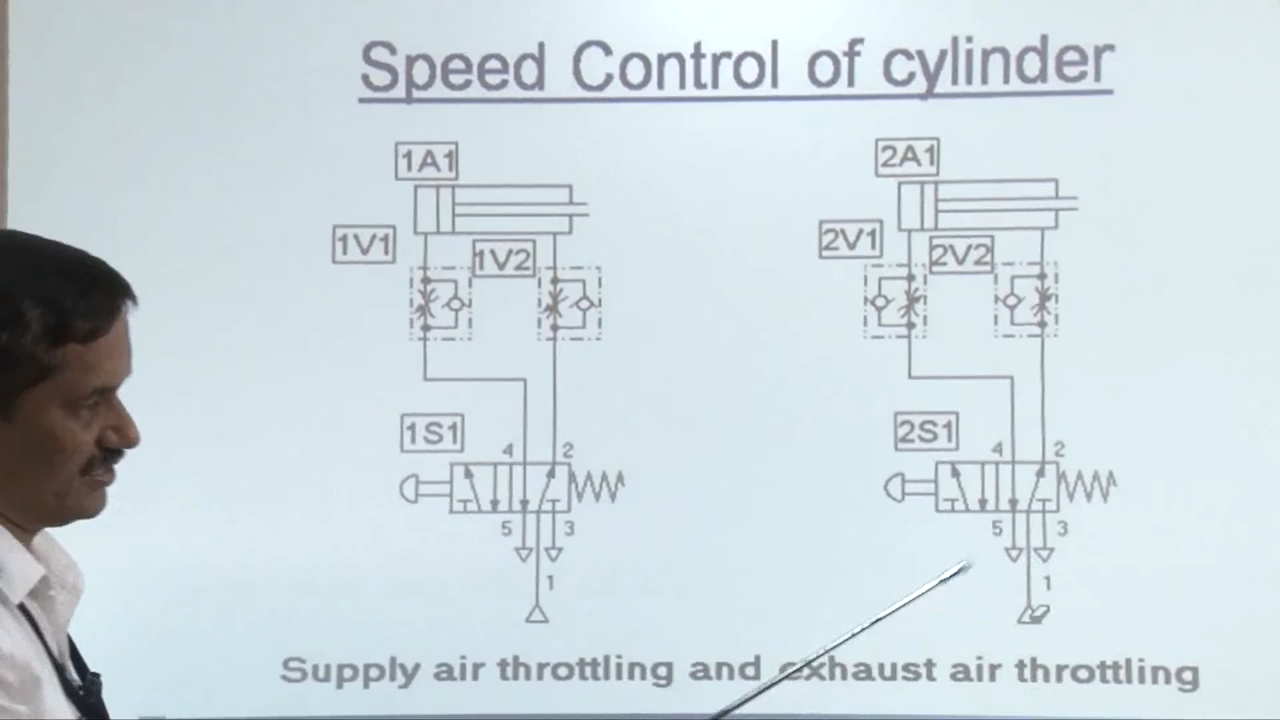 Speed Control of cylinder
1A1
2A1
1V1
1V2
2V1
2V2
1S1
2S1
4 2
4 2
5 3
5 3
1
1
Supply air throttling and exhaust air throttling